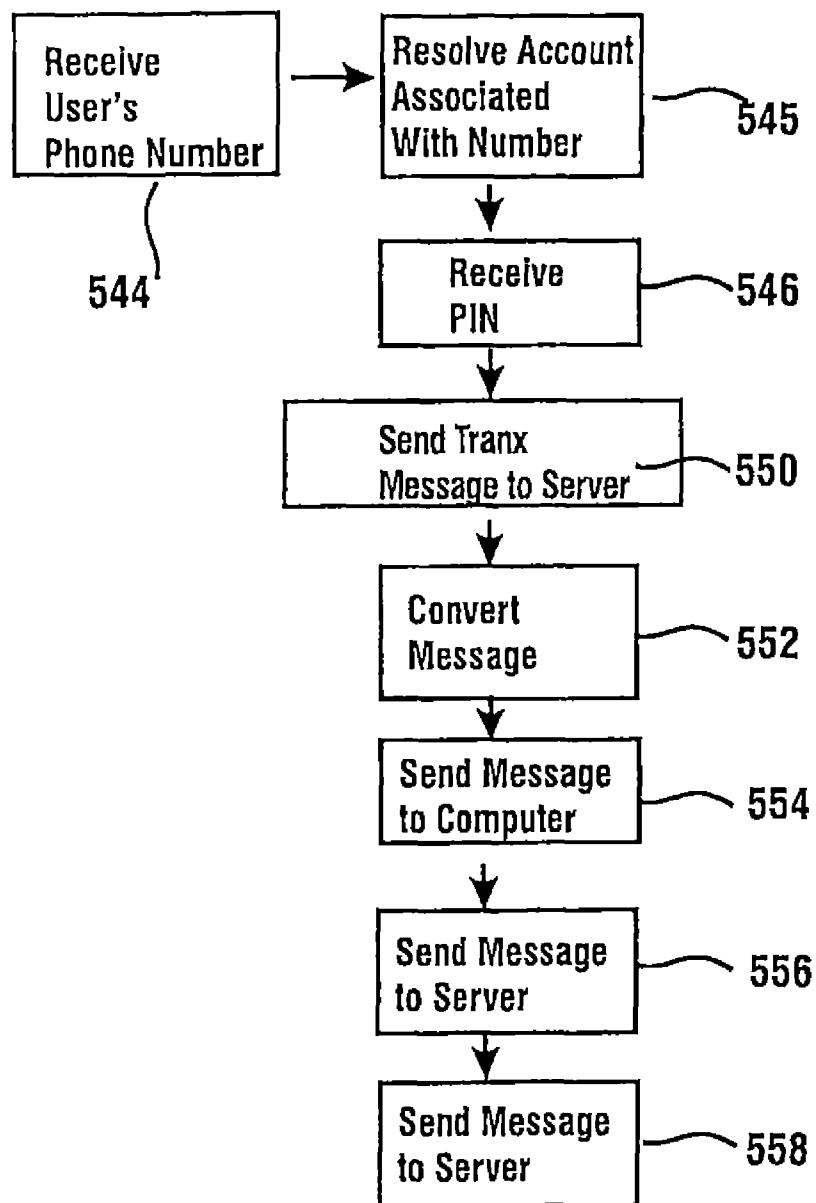 Receive
User's
Phone Number
544
Resolve Account
Associated
With Number
545
Receive
PIN
546
Send Tranx
Message to Server
550
Convert
Message
552
Send Message
to Computer
554
Send Message
to Server
556
Send Message
to Server
558